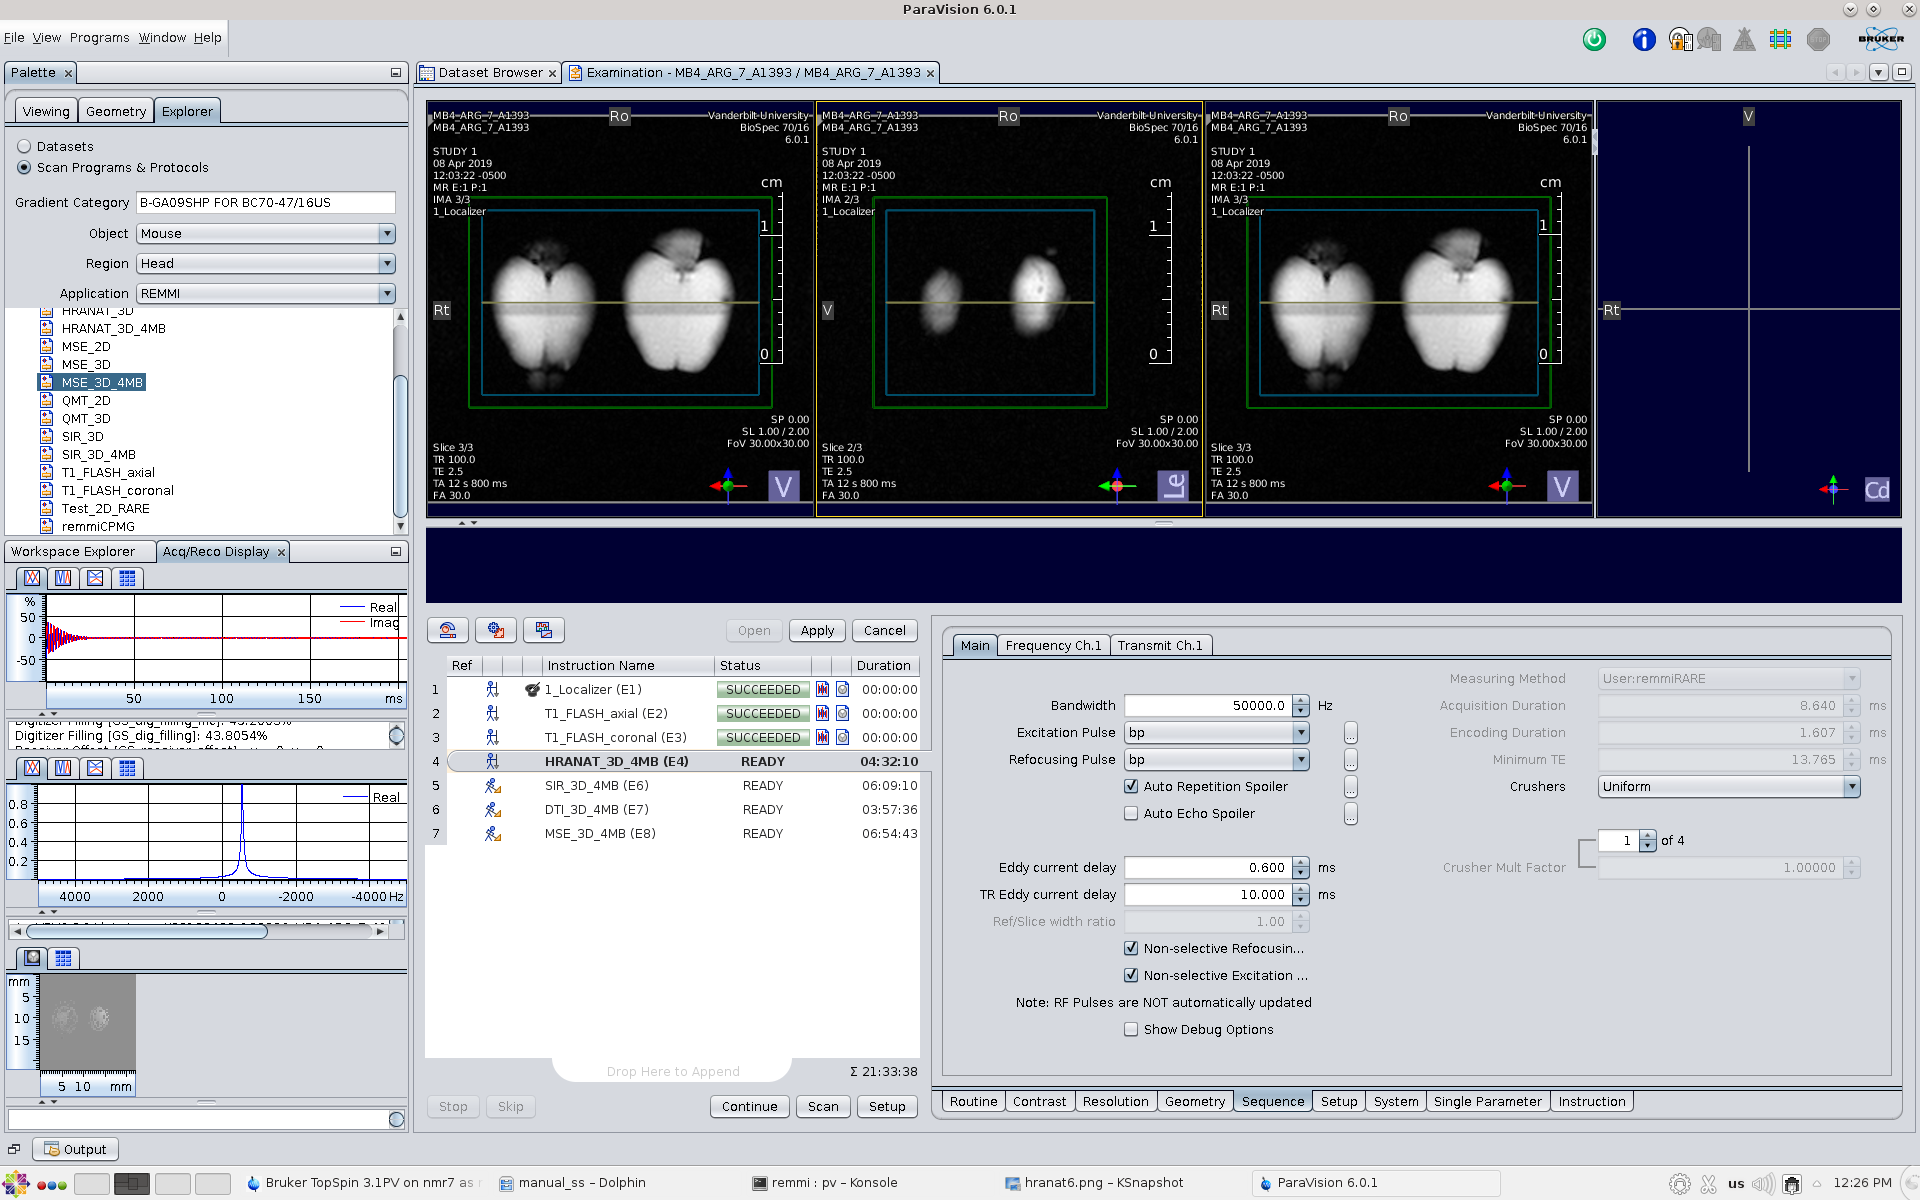 ParaVision 6.0.1
File View Programs Window Help
BRUKER
Palette
Viewing Geometry Explorer
Datasets
Scan Programs & Protocols
Gradient Category B-GA09SHP FOR BC70-47/16US
Object Mouse
Region Head
Application REMMI
HRANAT_3D
HRANAT_3D_4MB
MSE_2D
MSE_3D
MSE_3D_4MB
QMT_2D
QMT_3D
SIR_3D
SIR_3D_4MB
T1_FLASH_axial
T1_FLASH_coronal
Test_2D_RARE
remmiCPMG
Workspace Explorer Acq/Reco Display
%
50
0
-50
Real
Imag
50 100 150 ms
Digitizer Filling [GS_dig_filling]: 43.8054%
0.8
0.6
0.4
0.2
Real
4000 2000 0 -2000 -4000 Hz
mm
5
10
15
5 10 mm
Output
Dataset Browser Examination - MB4_ARG_7_A1393 / MB4_ARG_7_A1393
MB4_ARG_7_A1393
MB4_ARG_7_A1393
Ro
Vanderbilt-University
BioSpec 70/16
6.0.1
STUDY 1
08 Apr 2019
12:03:22 -0500
MR E:1 P:1
IMA 3/3
1_Localizer
cm
1
0
Rt
SP 0.00
SL 1.00 / 2.00
FoV 30.00x30.00
Slice 3/3
TR 100.0
TE 2.5
TA 12 s 800 ms
FA 30.0
V
MB4_ARG_7_A1393
MB4_ARG_7_A1393
Ro
Vanderbilt-University
BioSpec 70/16
6.0.1
STUDY 1
08 Apr 2019
12:03:22 -0500
MR E:1 P:1
IMA 2/3
1_Localizer
cm
1
0
V
SP 0.00
SL 1.00 / 2.00
FoV 30.00x30.00
Slice 2/3
TR 100.0
TE 2.5
TA 12 s 800 ms
FA 30.0
Le
MB4_ARG_7_A1393
MB4_ARG_7_A1393
Ro
Vanderbilt-University
BioSpec 70/16
6.0.1
STUDY 1
08 Apr 2019
12:03:22 -0500
MR E:1 P:1
IMA 3/3
1_Localizer
cm
1
0
Rt
SP 0.00
SL 1.00 / 2.00
FoV 30.00x30.00
Slice 3/3
TR 100.0
TE 2.5
TA 12 s 800 ms
FA 30.0
V
V
Rt
Cd
Open Apply Cancel
Ref Instruction Name Status Duration
1 1_Localizer (E1) SUCCEEDED 00:00:00
2 T1_FLASH_axial (E2) SUCCEEDED 00:00:00
3 T1_FLASH_coronal (E3) SUCCEEDED 00:00:00
4 HRANAT_3D_4MB (E4) READY 04:32:10
5 SIR_3D_4MB (E6) READY 06:09:10
6 DTI_3D_4MB (E7) READY 03:57:36
7 MSE_3D_4MB (E8) READY 06:54:43
Drop Here to Append
Σ 21:33:38
Stop Skip Continue Scan Setup
Main Frequency Ch.1 Transmit Ch.1
Bandwidth 50000.0 Hz
Excitation Pulse bp ...
Refocusing Pulse bp ...
Auto Repetition Spoiler ...
Auto Echo Spoiler ...
Eddy current delay 0.600 ms
TR Eddy current delay 10.000 ms
Ref/Slice width ratio 1.00
Non-selective Refocusin...
Non-selective Excitation ...
Note: RF Pulses are NOT automatically updated
Show Debug Options
Measuring Method User:remmiRARE
Acquisition Duration 8.640 ms
Encoding Duration 1.607 ms
Minimum TE 13.765 ms
Crushers Uniform
1 of 4
Crusher Mult Factor 1.00000
Routine Contrast Resolution Geometry Sequence Setup System Single Parameter Instruction
Bruker TopSpin 3.1PV on nmr7 as
manual_ss – Dolphin
remmi : pv – Konsole
hranat6.png – KSnapshot
ParaVision 6.0.1
us
12:26 PM